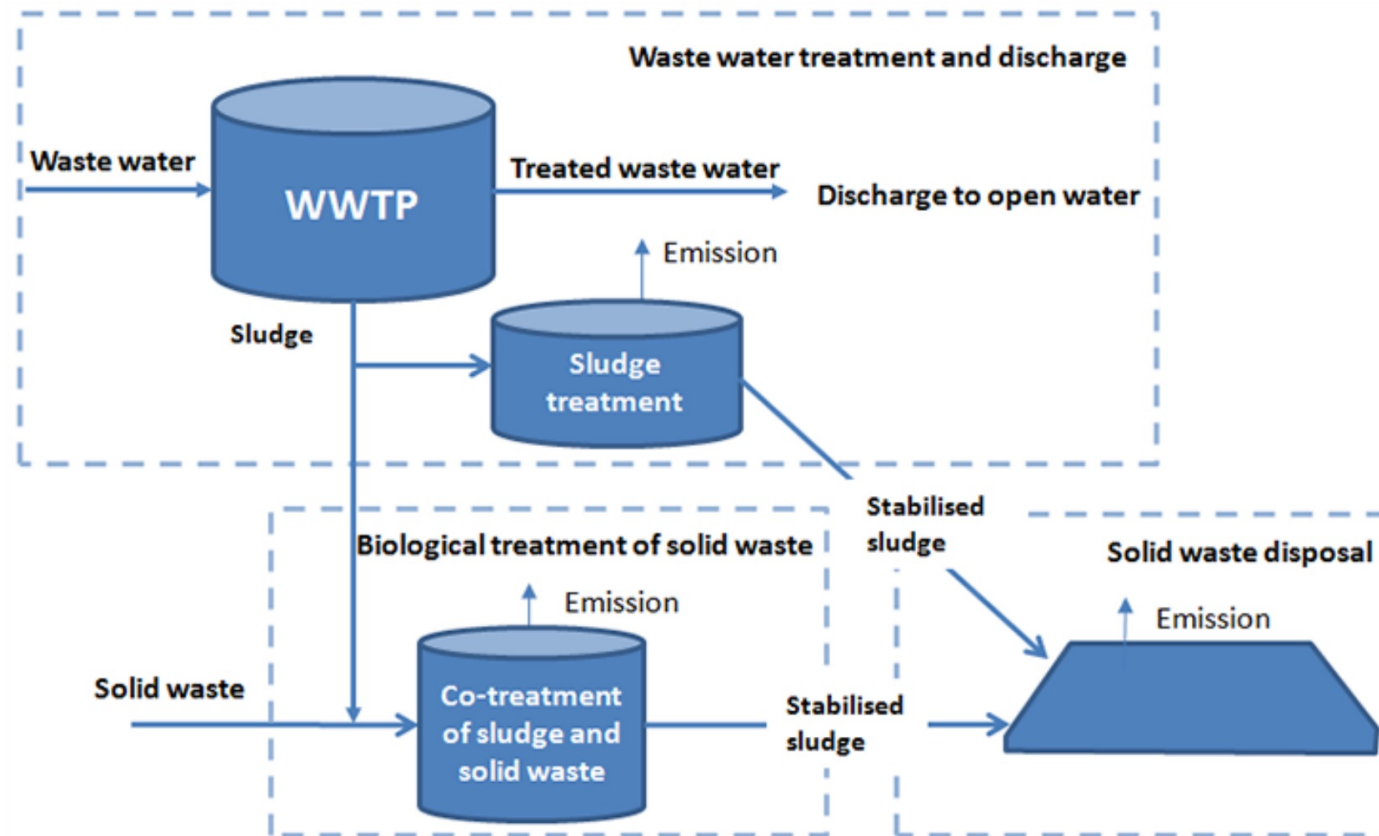 Waste water treatment and discharge
Waste water
WWTP
Treated waste water
Discharge to open water
Emission
Sludge
Sludge
treatment
Stabilised
sludge
Biological treatment of solid waste
Solid waste disposal
Emission
Emission
Solid waste
Co-treatment
of sludge and
solid waste
Stabilised
sludge